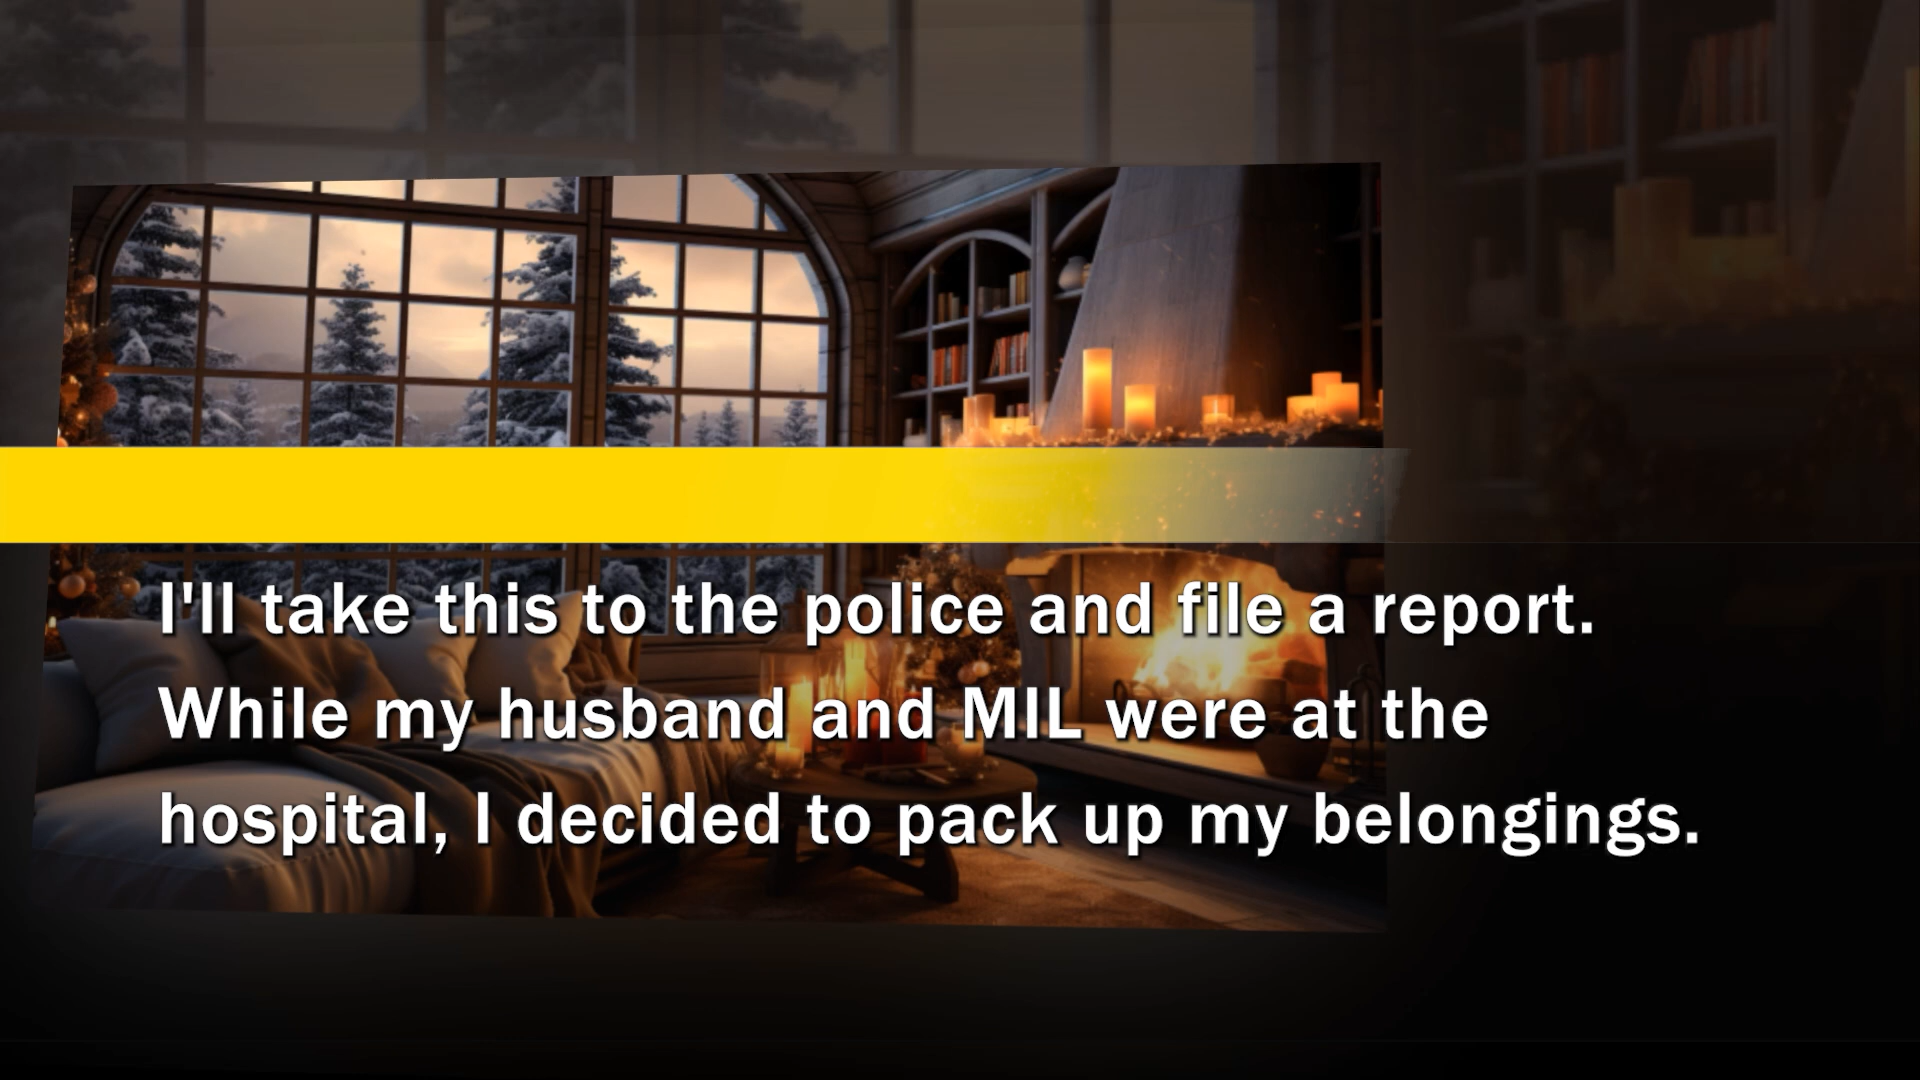 I'll take this to the police and file a report.
While my husband and MIL were at the
hospital, I decided to pack up my belongings.